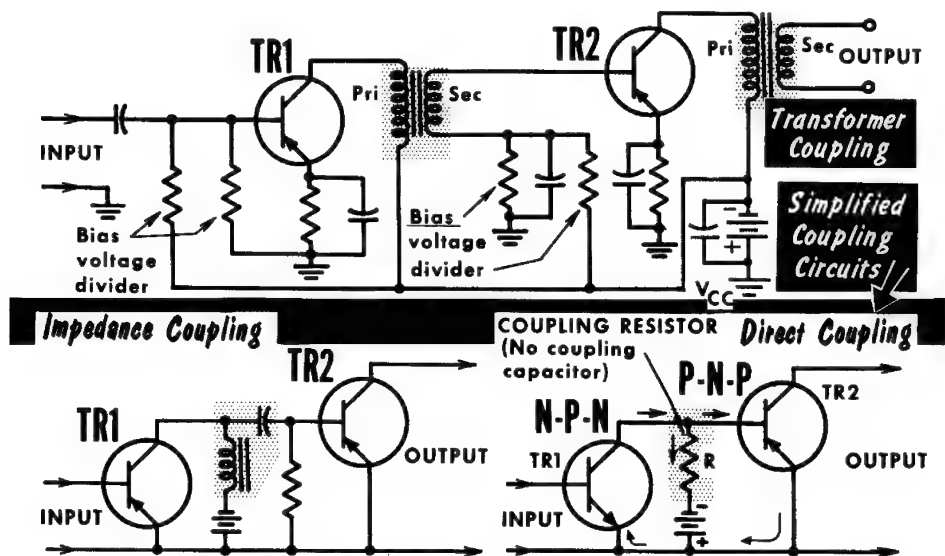 TR1
Pri
Sec
TR2
Pri
Sec
OUTPUT
INPUT
Bias
voltage
divider
Bias
voltage
divider
-
+
VCC
Transformer
Coupling
Simplified
Coupling
Circuits
Impedance Coupling
TR1
TR2
INPUT
OUTPUT
COUPLING RESISTOR
(No coupling
capacitor)
Direct Coupling
N-P-N
P-N-P
TR1
TR2
R
-
+
INPUT
OUTPUT